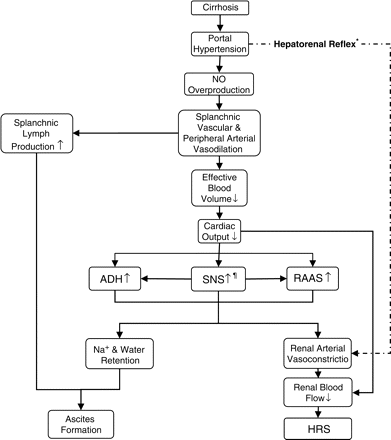 Cirrhosis
Portal
Hypertension
Hepatorenal Reflex*
NO
Overproduction
Splanchnic
Lymph
Production ↑
Splanchnic
Vascular &
Peripheral Arterial
Vasodilation
Effective
Blood
Volume↓
Cardiac
Output ↓
ADH↑
SNS↑¶
RAAS↑
Na+ & Water
Retention
Renal Arterial
Vasoconstrictio
Renal Blood
Flow↓
Ascites
Formation
HRS